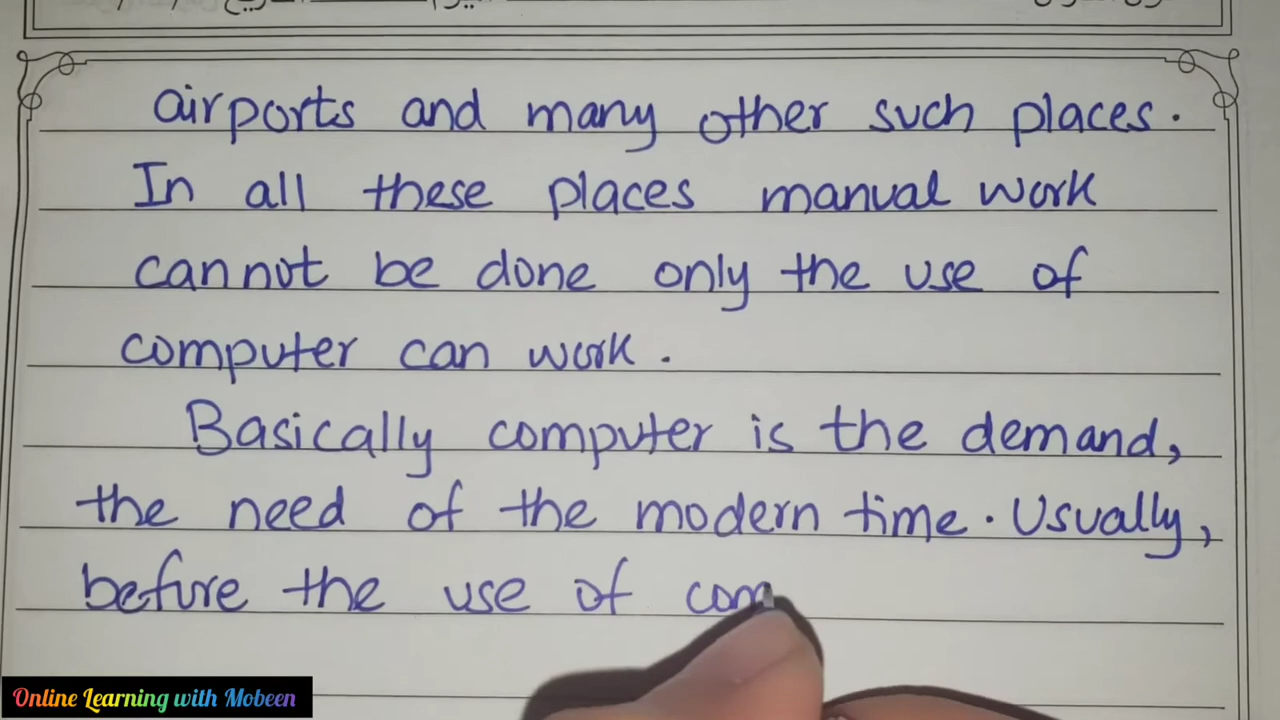 airports and many other such places.
In all these places manual work
cannot be done only the use of
computer can work.
Basically computer is the demand,
the need of the modern time. Usually,
before the use of com
Online Learning with Mobeen